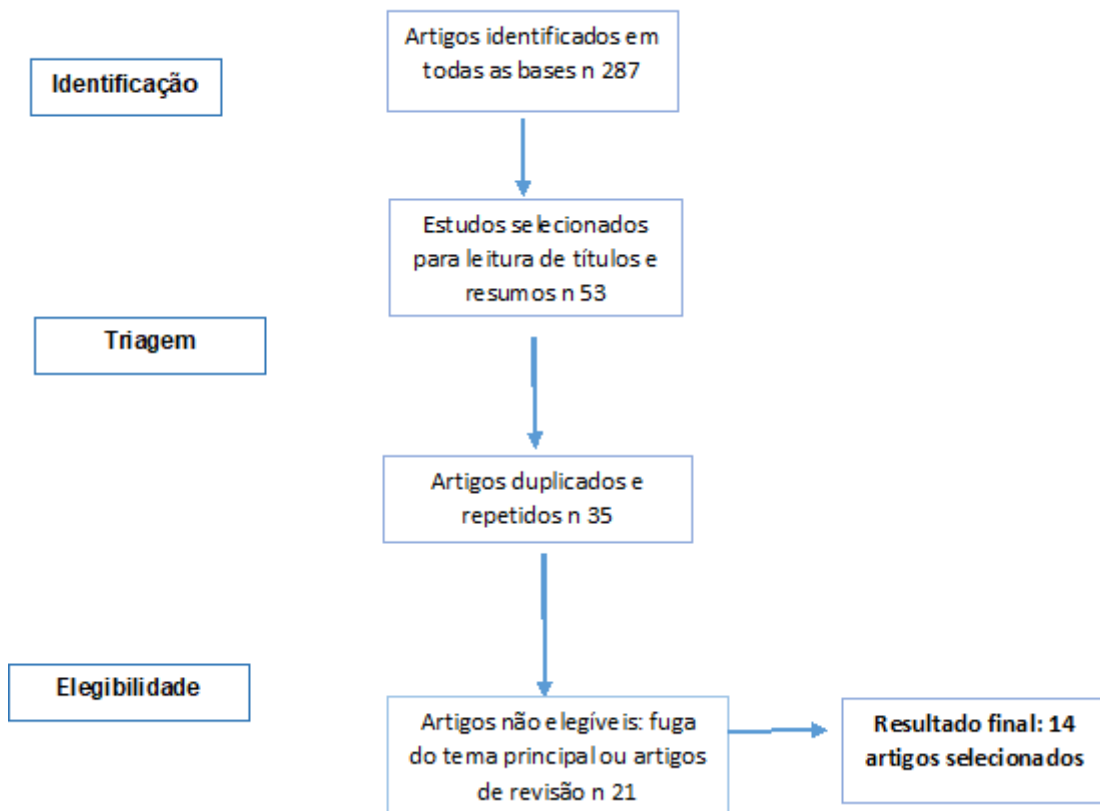 Artigos identificados em
todas as bases n 287
Identificação
Estudos selecionados
para leitura de títulos e
resumos n 53
Triagem
Artigos duplicados e
repetidos n 35
Elegibilidade
Artigos não elegíveis: fuga
do tema principal ou artigos
de revisão n 21
Resultado final: 14
artigos selecionados